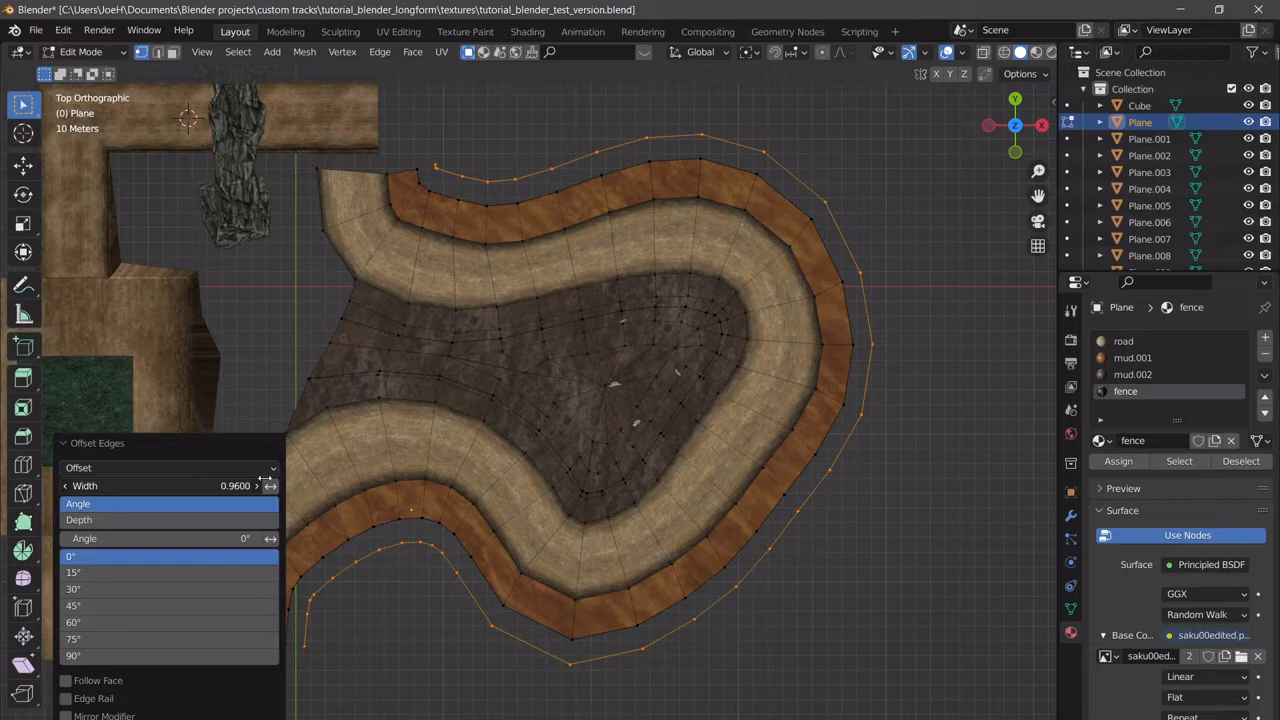 Blender* [C:\Users\JoeH\Documents\Blender projects\custom tracks\tutorial_blender_longform\textures\tutorial_blender_test_version.blend]
File Edit Render Window Help Layout Modeling Sculpting UV Editing Texture Paint Shading Animation Rendering Compositing Geometry Nodes Scripting Scene ViewLayer
Edit Mode View Select Add Mesh Vertex Edge Face UV Global
X Y Z Options
Scene Collection
Collection
Cube
Plane
Plane.001
Plane.002
Plane.003
Plane.004
Plane.005
Plane.006
Plane.007
Plane.008
Top Orthographic
(0) Plane
10 Meters
Y
Z
X
Plane > fence
road
mud.001
mud.002
fence
fence
Assign Select Deselect
Preview
Surface
Use Nodes
Surface Principled BSDF
GGX
Random Walk
Base Co... saku00edited.p...
saku00ed... 2
Linear
Flat
Repeat
Offset Edges
Offset
Width 0.9600
Angle
Depth
Angle 0°
0°
15°
30°
45°
60°
75°
90°
Follow Face
Edge Rail
Mirror Modifier